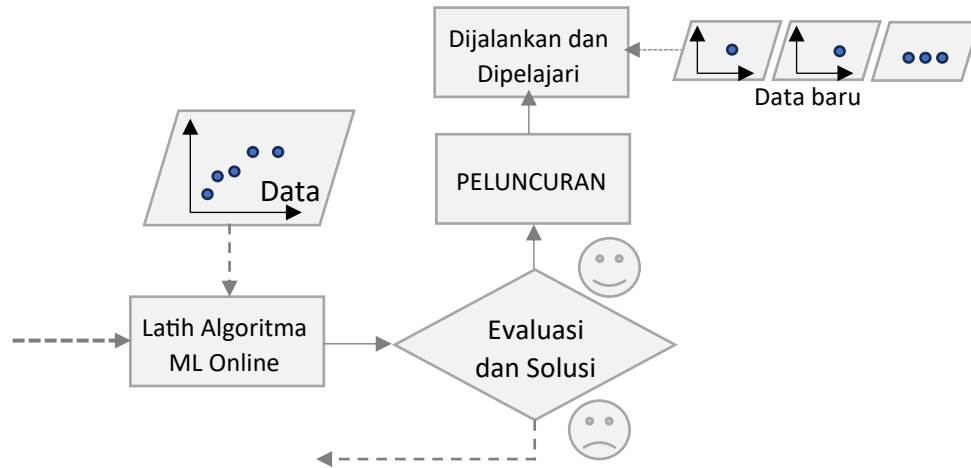 Dijalankan dan
Dipelajari
Data baru
Data
PELUNCURAN
Latih Algoritma
ML Online
Evaluasi
dan Solusi